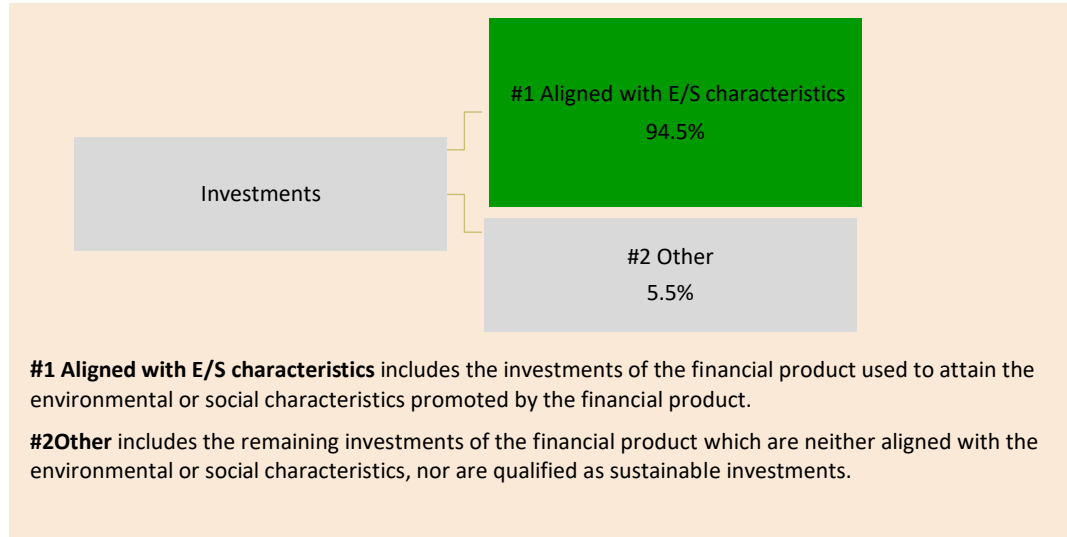 #1 Aligned with E/S characteristics
94.5%
Investments
#2 Other
5.5%
#1 Aligned with E/S characteristics includes the investments of the financial product used to attain the
environmental or social characteristics promoted by the financial product.
#2Other includes the remaining investments of the financial product which are neither aligned with the
environmental or social characteristics, nor are qualified as sustainable investments.